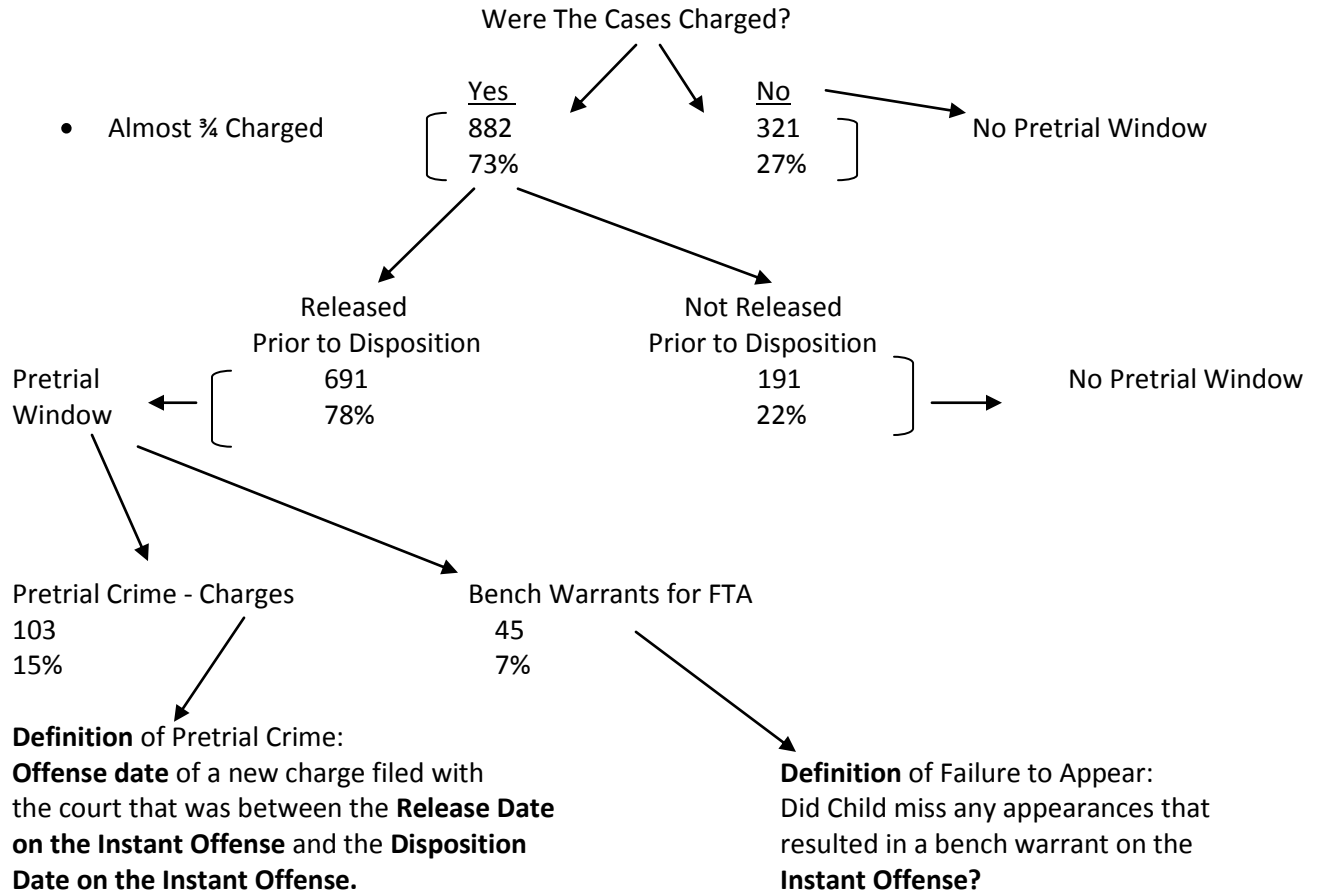 Were The Cases Charged?
Yes No
• Almost ¾ Charged 882 321 No Pretrial Window
73% 27%
Released Not Released
Prior to Disposition Prior to Disposition
Pretrial 691 191 No Pretrial Window
Window 78% 22%
Pretrial Crime - Charges Bench Warrants for FTA
103 45
15% 7%
Definition of Pretrial Crime:
Offense date of a new charge filed with
the court that was between the Release Date
on the Instant Offense and the Disposition
Date on the Instant Offense.
Definition of Failure to Appear:
Did Child miss any appearances that
resulted in a bench warrant on the
Instant Offense?